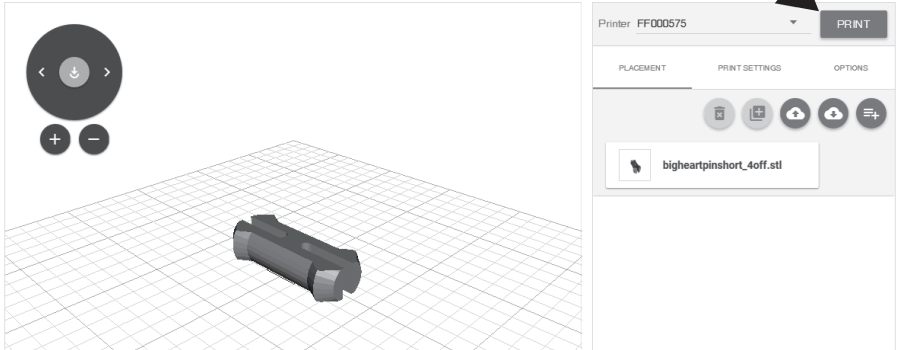 Printer FF000575 PRINT
PLACEMENT PRINT SETTINGS OPTIONS
bigheartpinshort_4off.stl